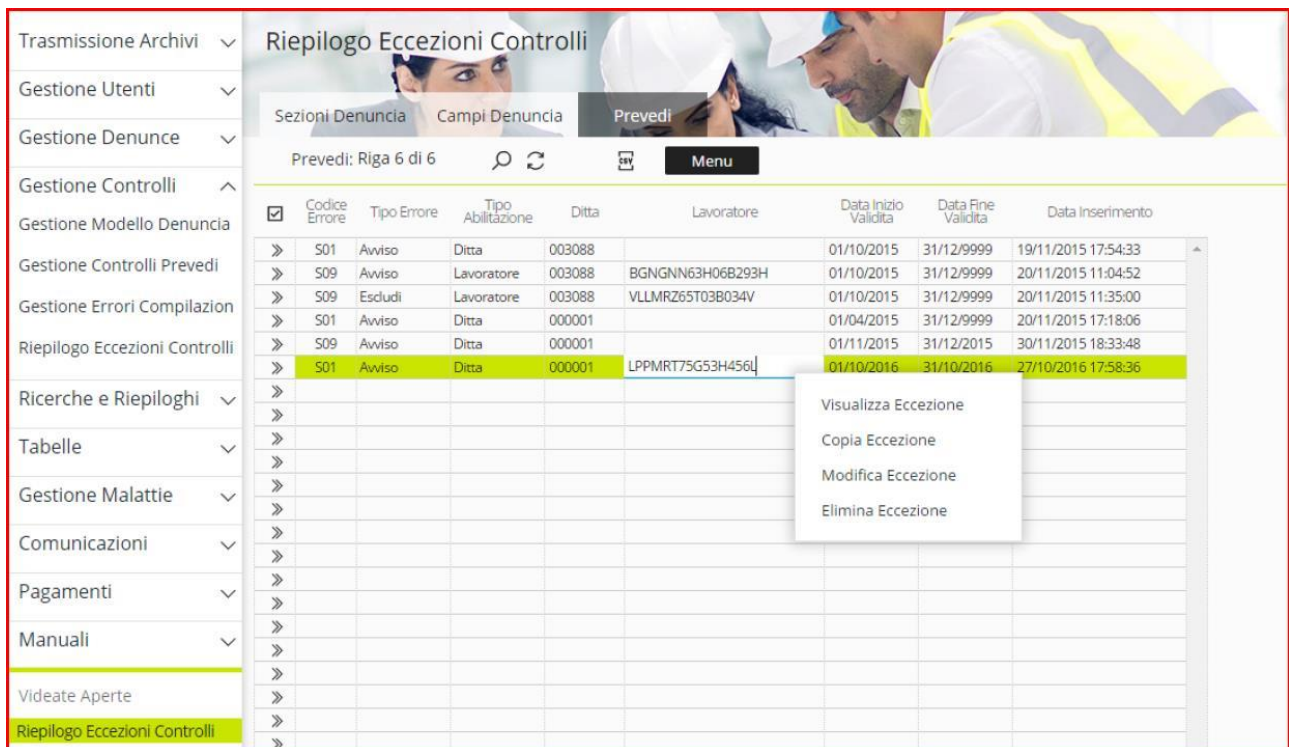 Trasmissione Archivi
Gestione Utenti
Gestione Denunce
Gestione Controlli
Gestione Modello Denuncia
Gestione Controlli Prevedi
Gestione Errori Compilazion
Riepilogo Eccezioni Controlli
Ricerche e Riepiloghi
Tabelle
Gestione Malattie
Comunicazioni
Pagamenti
Manuali
Videate Aperte
Riepilogo Eccezioni Controlli
Riepilogo Eccezioni Controlli
Sezioni Denuncia Campi Denuncia Prevedi
Prevedi: Riga 6 di 6 CSV Menu
Codice Errore Tipo Errore Tipo Abilitazione Ditta Lavoratore Data Inizio Validita Data Fine Validita Data Inserimento
S01 Avviso Ditta 003088 01/10/2015 31/12/9999 19/11/2015 17:54:33
S09 Avviso Lavoratore 003088 BGNGNN63H06B293H 01/10/2015 31/12/9999 20/11/2015 11:04:52
S09 Escludi Lavoratore 003088 VLLMRZ65T03B034V 01/10/2015 31/12/9999 20/11/2015 11:35:00
S01 Avviso Ditta 000001 01/04/2015 31/12/9999 20/11/2015 17:18:06
S09 Avviso Ditta 000001 01/11/2015 31/12/2015 30/11/2015 18:33:48
S01 Avviso Ditta 000001 LPPMRT75G53H456L 01/10/2016 31/10/2016 27/10/2016 17:58:36
Visualizza Eccezione
Copia Eccezione
Modifica Eccezione
Elimina Eccezione